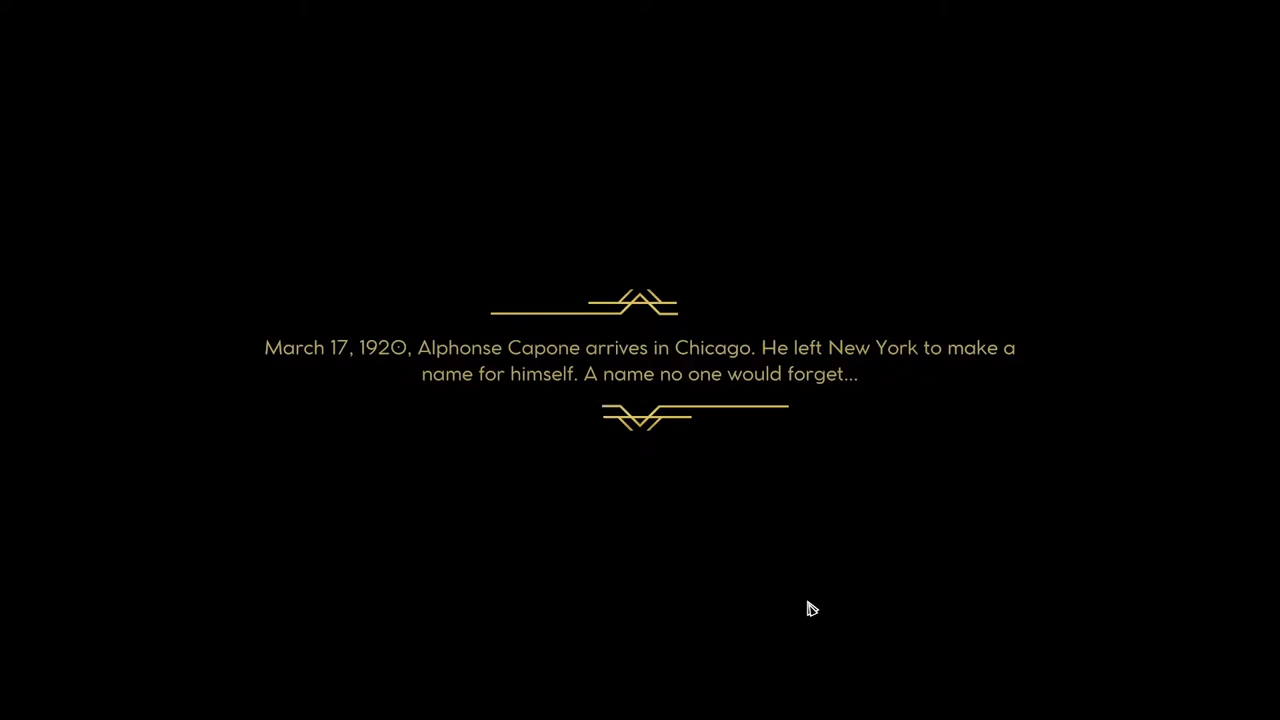 March 17, 1920, Alphonse Capone arrives in Chicago. He left New York to make a
name for himself. A name no one would forget...